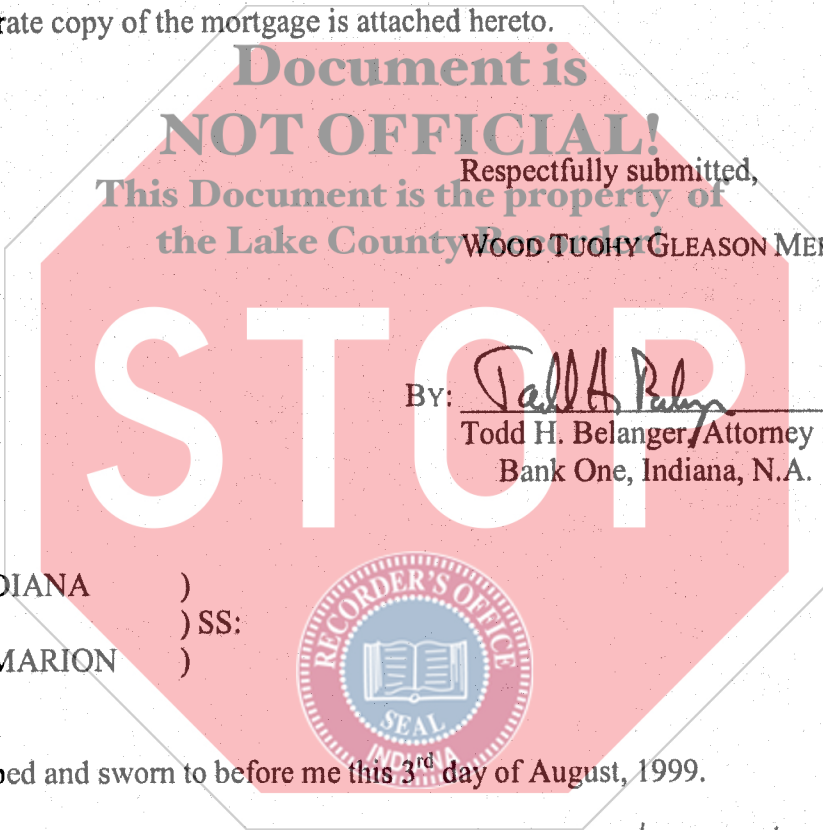 rate copy of the mortgage is attached hereto.
Document is
NOT OFFICIAL!
Respectfully submitted,
This Document is the property of
the Lake County Recorder!
WOOD TUOHY GLEASON
BY: Todd H. Belanger
Todd H. Belanger, Attorney
Bank One, Indiana, N.A.
STOP
DIANA )
) SS:
MARION )
RECORDER'S OFFICE
SEAL
INDIANA
bed and sworn to before me this 3rd day of August, 1999.